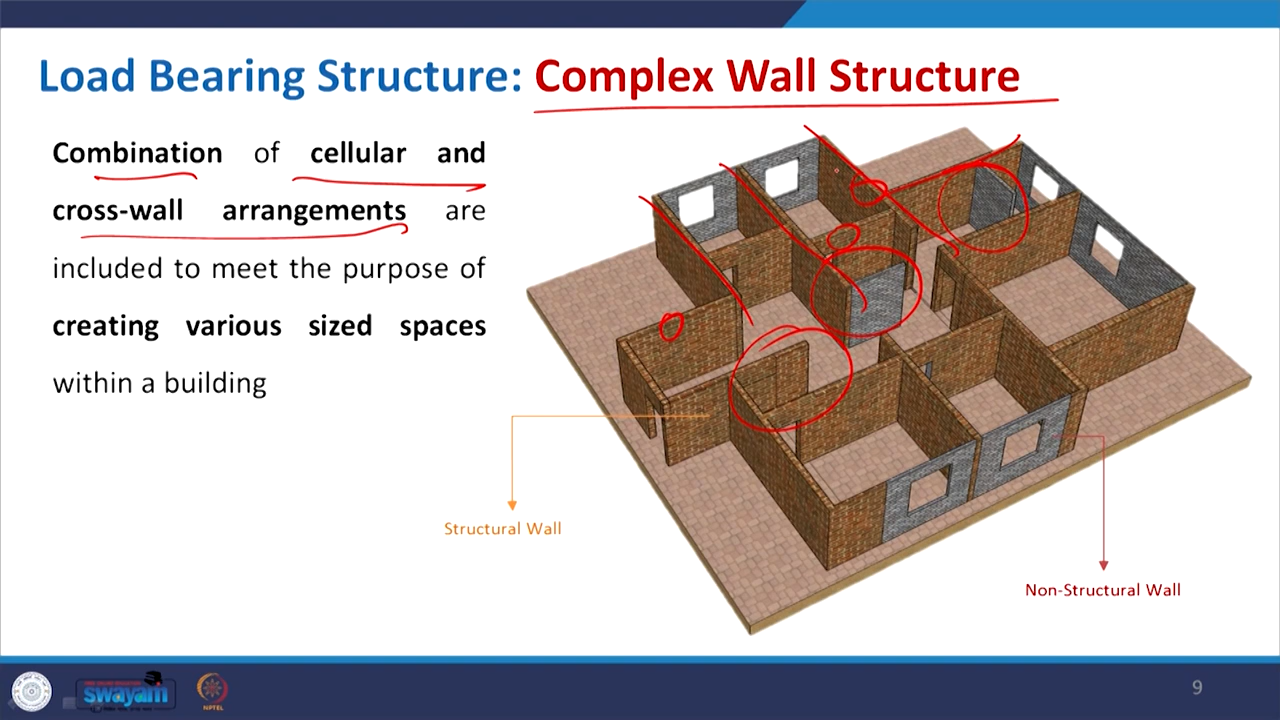 Load Bearing Structure: Complex Wall Structure
Combination of cellular and
cross-wall arrangements are
included to meet the purpose of
creating various sized spaces
within a building
Structural Wall
Non-Structural Wall
swayam
NPTEL
9